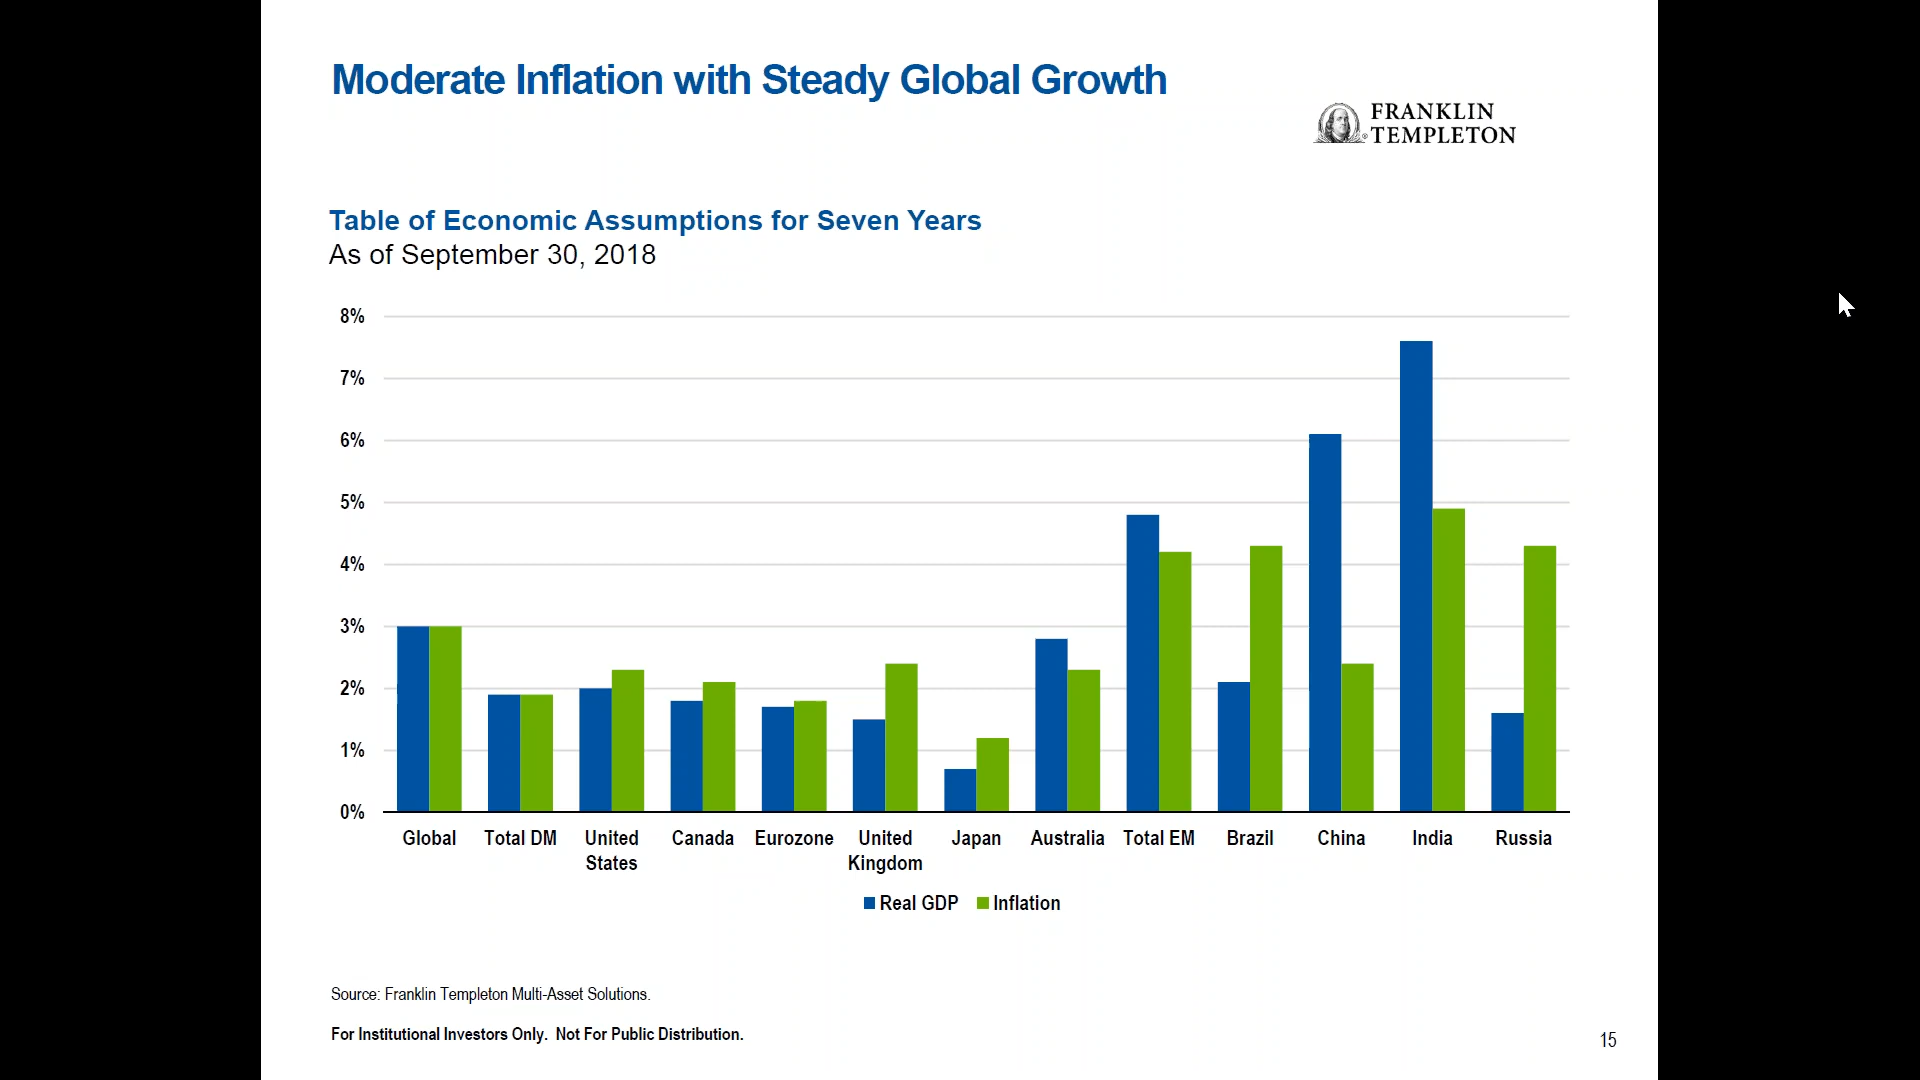 Moderate Inflation with Steady Global Growth
FRANKLIN
TEMPLETON
Table of Economic Assumptions for Seven Years
As of September 30, 2018
8%
7%
6%
5%
4%
3%
2%
1%
0%
Global Total DM United States Canada Eurozone United Kingdom Japan Australia Total EM Brazil China India Russia
Real GDP Inflation
Source: Franklin Templeton Multi-Asset Solutions.
For Institutional Investors Only. Not For Public Distribution.
15